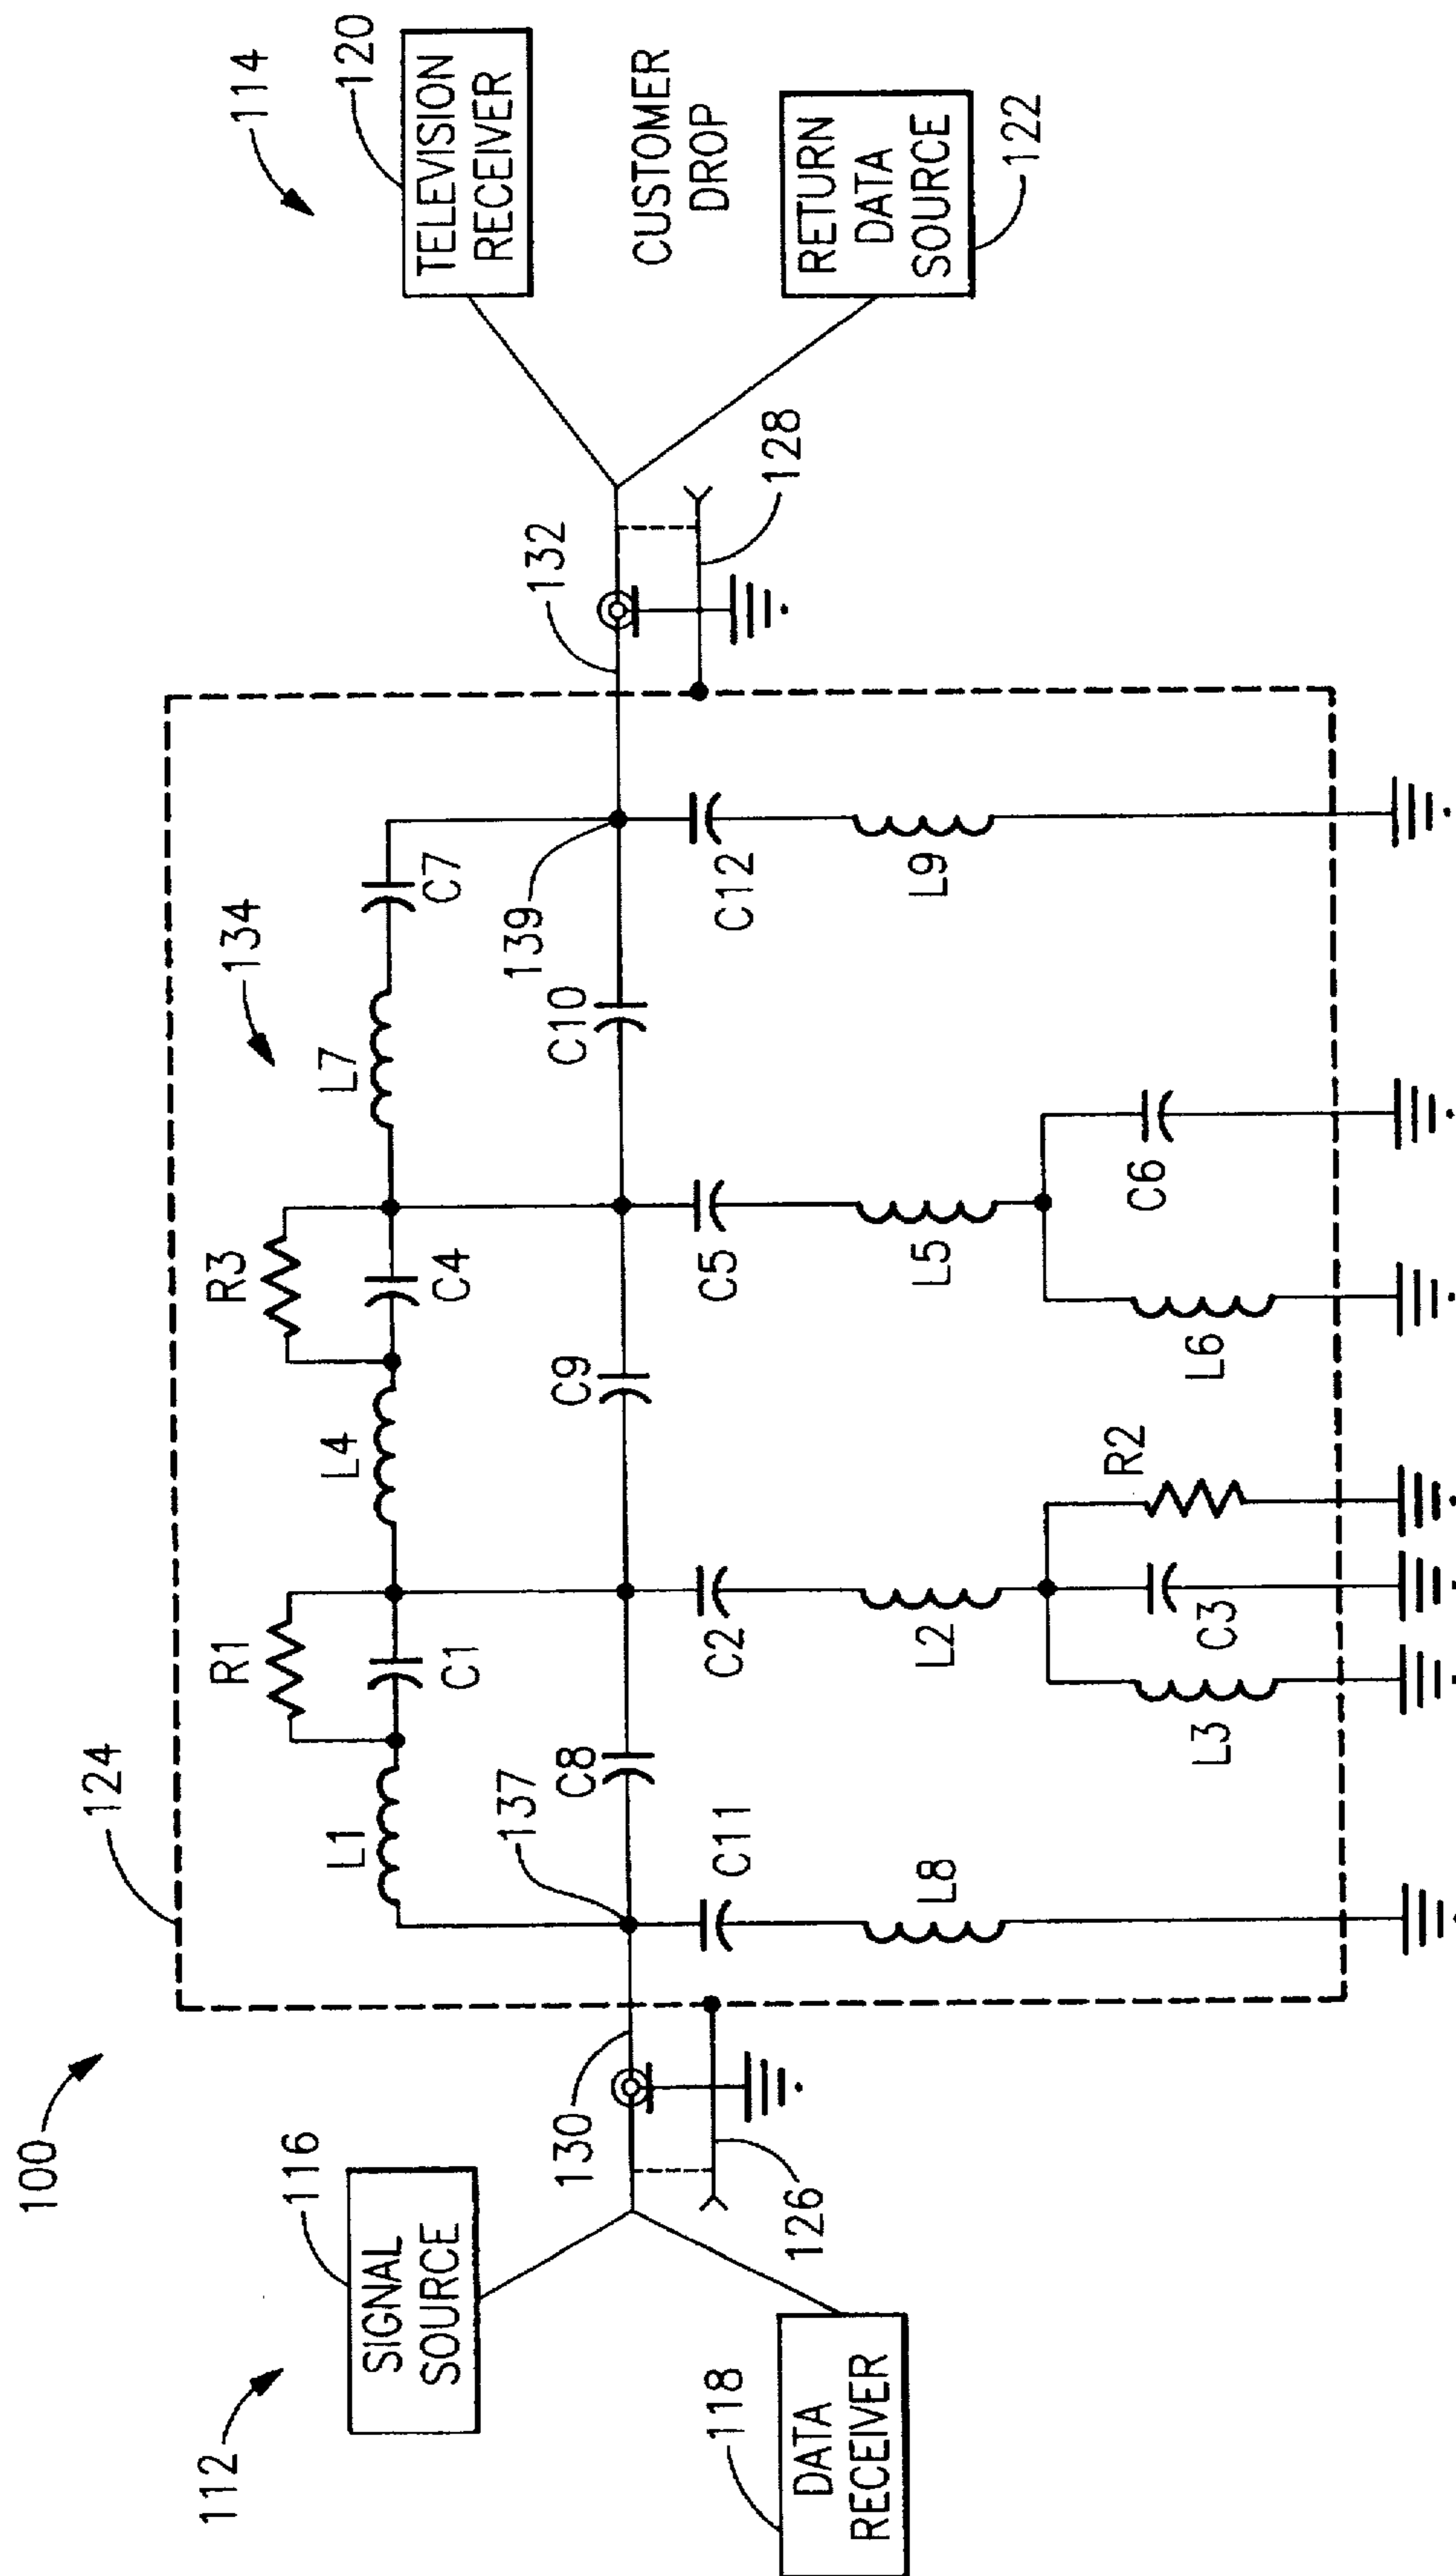 100
112
116
SIGNAL
SOURCE
118
DATA
RECEIVER
130
126
124
137
L1
R1
C1
L4
R3
C4
L7
134
C7
C8
C9
C10
139
C11
L8
C2
L2
L3
C3
R2
C5
L5
L6
C6
C12
L9
132
128
114
120
TELEVISION
RECEIVER
CUSTOMER
DROP
RETURN
DATA
SOURCE
122